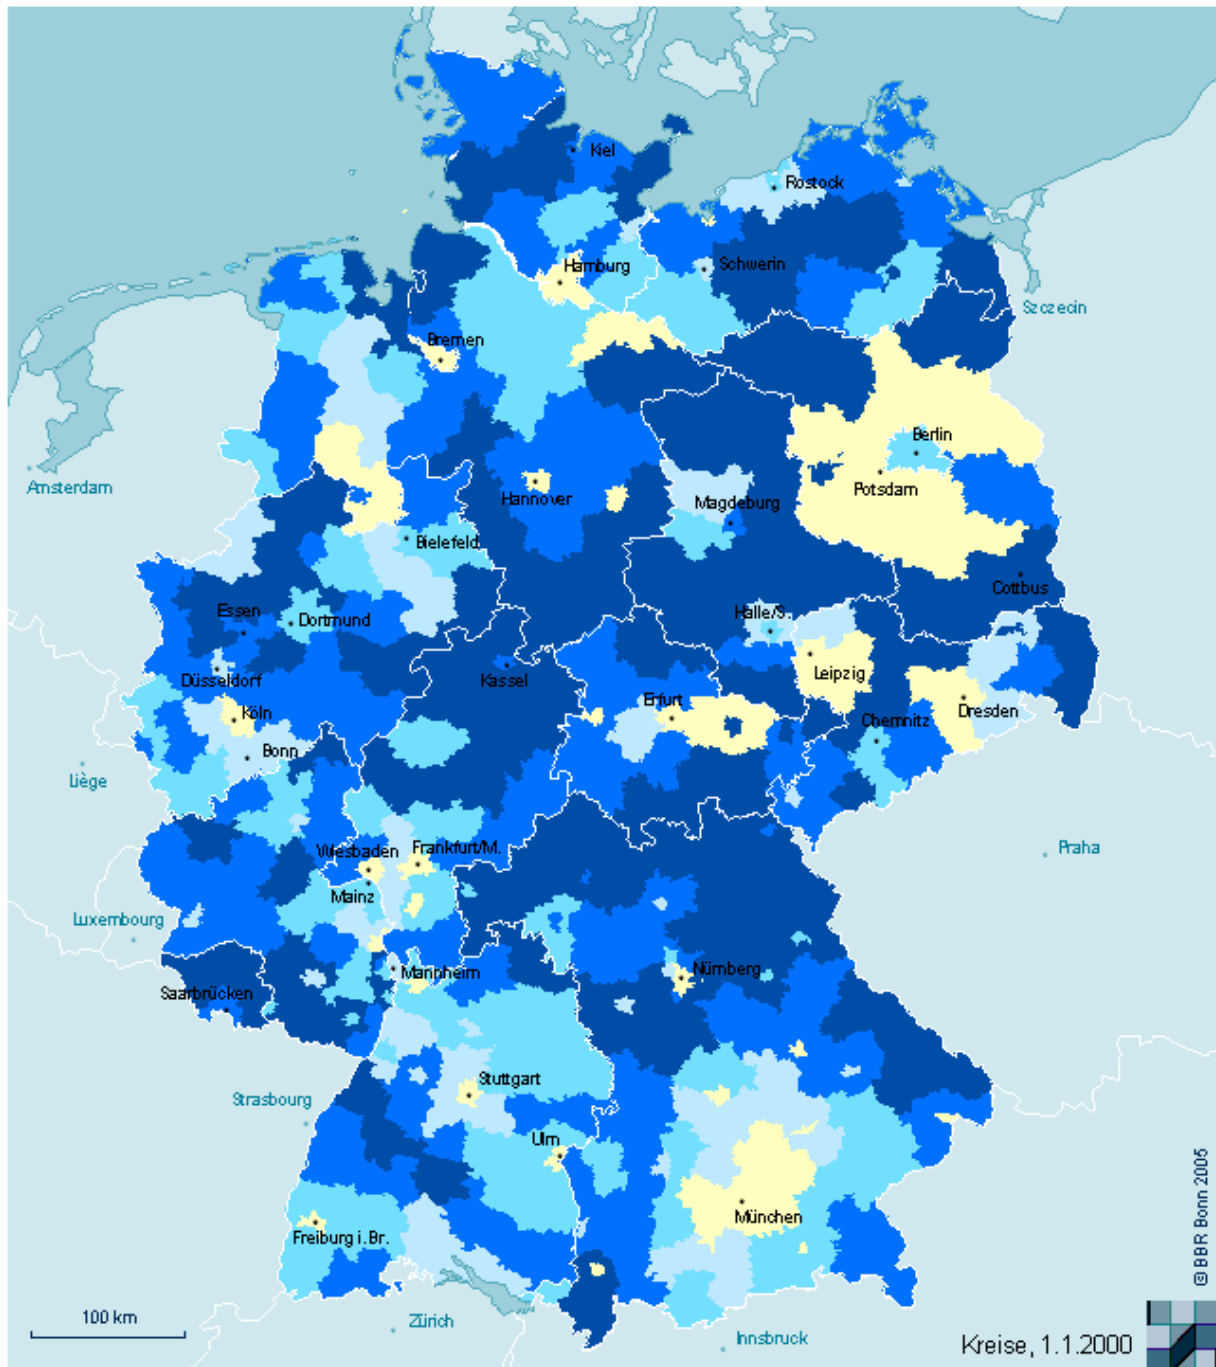 Kiel
Rostock
Hamburg
Schwerin
Szczecin
Bremen
Berlin
Amsterdam
Hannover
Magdeburg
Potsdam
Bielefeld
Cottbus
Essen
Dortmund
Halle/S.
Düsseldorf
Kassel
Leipzig
Köln
Erfurt
Dresden
Chemnitz
Bonn
Liège
Wiesbaden
Frankfurt/M.
Praha
Mainz
Luxembourg
Mannheim
Nürnberg
Saarbrücken
Stuttgart
Strasbourg
Ulm
München
Freiburg i. Br.
© BBR Bonn 2005
100 km
Zürich
Innsbruck
Kreise, 1.1.2000